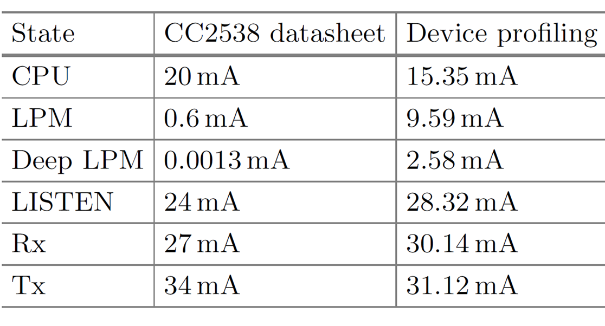 State CC2538 datasheet Device profiling
CPU 20 mA 15.35 mA
LPM 0.6 mA 9.59 mA
Deep LPM 0.0013 mA 2.58 mA
LISTEN 24 mA 28.32 mA
Rx 27 mA 30.14 mA
Tx 34 mA 31.12 mA